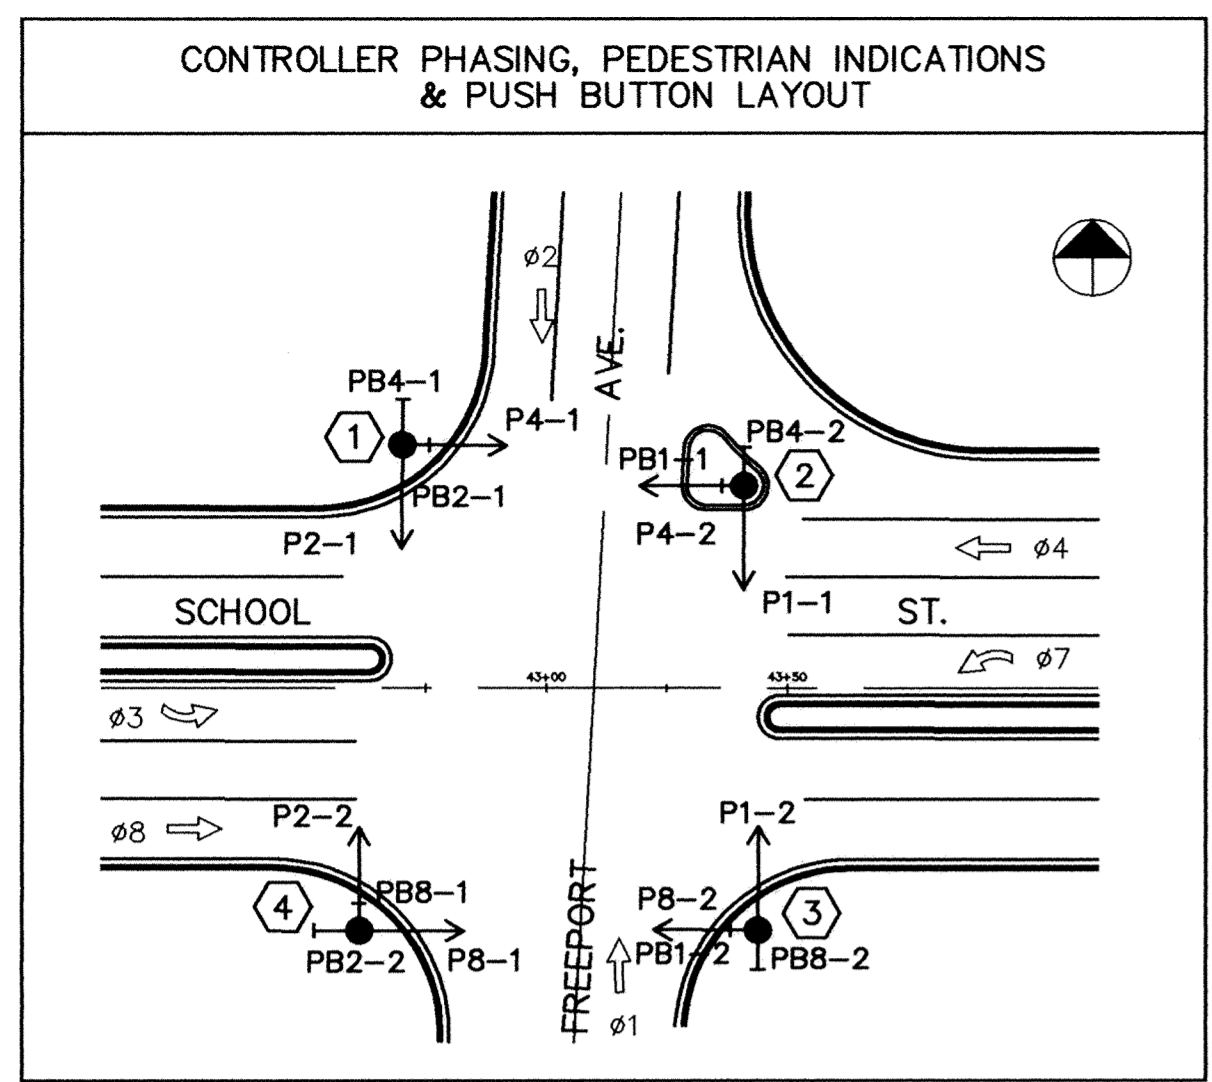 CONTROLLER PHASING, PEDESTRIAN INDICATIONS
& PUSH BUTTON LAYOUT
ø2
AVE.
PB4-1
P4-1
1
PB4-2
PB1-1
2
PB2-1
P4-2
P2-1
ø4
P1-1
SCHOOL
ST.
ø7
43+00
43+50
ø3
P2-2
P1-2
ø8
PB8-1
P8-2
4
3
FREEPORT
PB1-2
PB2-2
P8-1
PB8-2
ø1